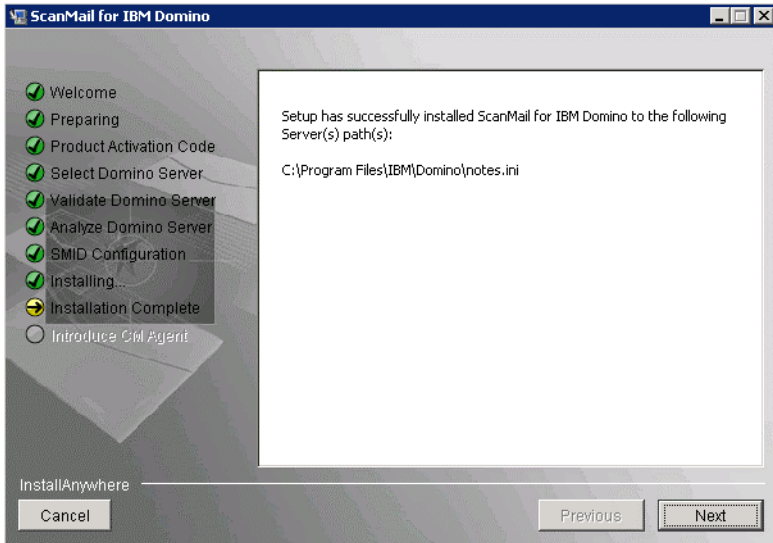 ScanMail for IBM Domino
Welcome
Preparing
Product Activation Code
Select Domino Server
Validate Domino Server
Analyze Domino Server
SMID Configuration
Installing...
Installation Complete
Introduce CM Agent
Setup has successfully installed ScanMail for IBM Domino to the following
Server(s) path(s):
C:\Program Files\IBM\Domino\notes.ini
InstallAnywhere
Cancel
Previous
Next